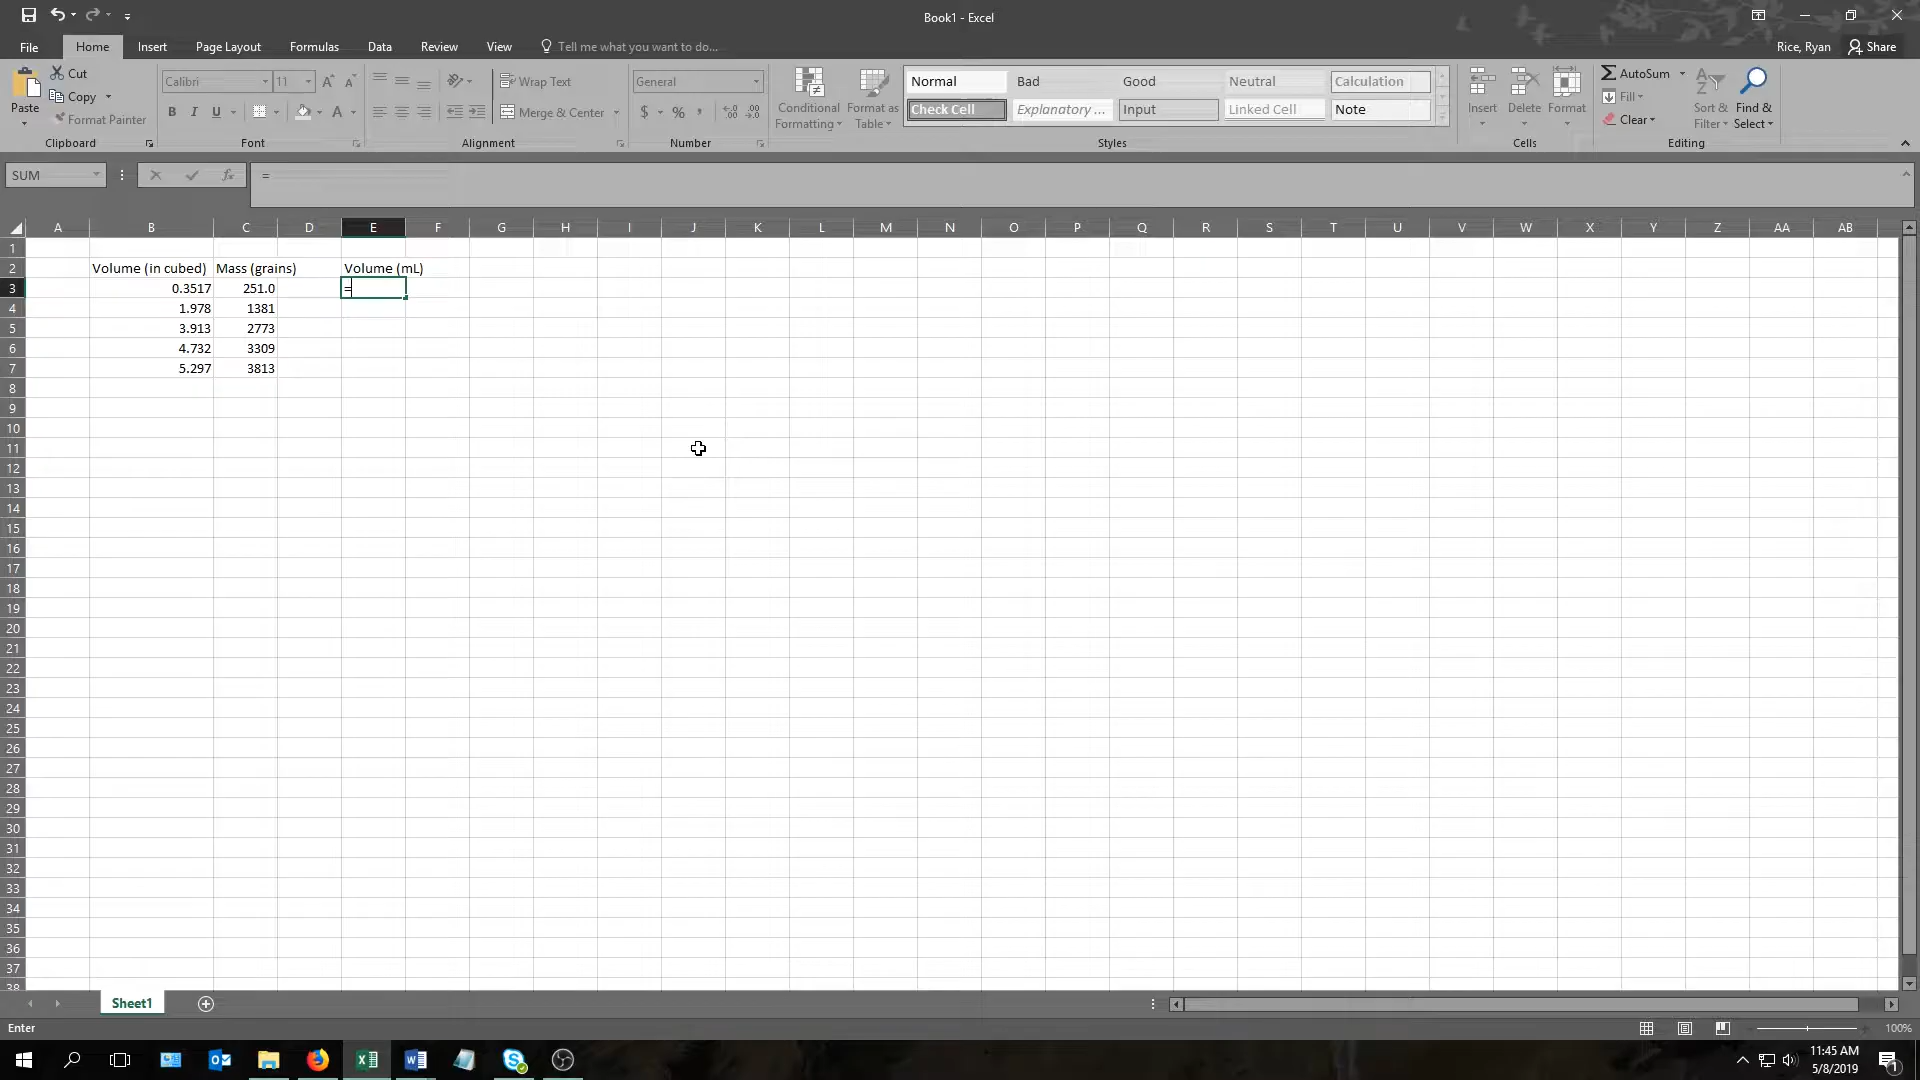 Book1 - Excel
File Home Insert Page Layout Formulas Data Review View Tell me what you want to do... Rice, Ryan Share
Paste Cut Copy Format Painter Clipboard
Calibri 11 B I U A Font
Wrap Text Merge & Center Alignment
General $ % , Number
Conditional Formatting Format as Table
Normal Bad Good Neutral Calculation
Check Cell Explanatory ... Input Linked Cell Note
Styles
Insert Delete Format Cells
AutoSum Fill Clear Sort & Filter Find & Select Editing
SUM fx =
A B C D E F G H I J K L M N O P Q R S T U V W X Y Z AA AB
1
2 Volume (in cubed) Mass (grains) Volume (mL)
3 0.3517 251.0 =
4 1.978 1381
5 3.913 2773
6 4.732 3309
7 5.297 3813
8
9
10
11
12
13
14
15
16
17
18
19
20
21
22
23
24
25
26
27
28
29
30
31
32
33
34
35
36
37
38
Sheet1
Enter 100%
11:45 AM
5/8/2019
1